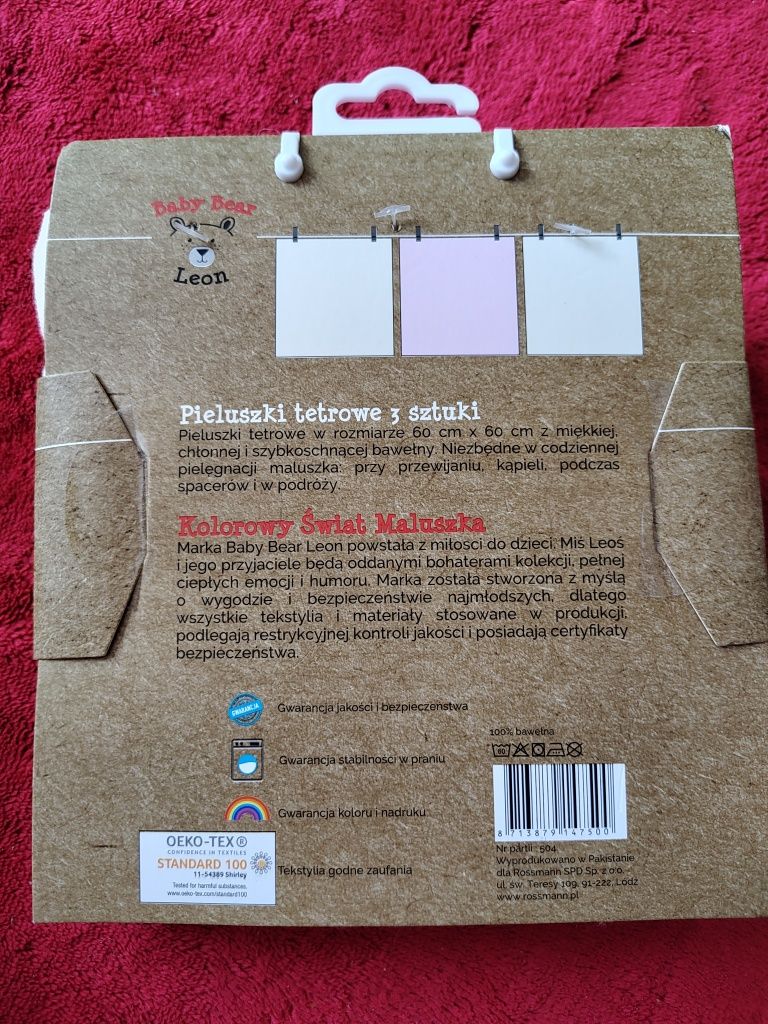 Baby Bear
Leon
Pieluszki tetrowe 3 sztuki
Pieluszki tetrowe w rozmiarze 60 cm x 60 cm z miękkiej,
chłonnej i szybkoschnącej bawełny. Niezbędne w codziennej
pielęgnacji maluszka: przy przewijaniu, kąpieli, podczas
spacerów i w podróży.
Kolorowy Świat Maluszka
Marka Baby Bear Leon powstała z miłości do dzieci. Miś Leoś
i jego przyjaciele będą oddanymi bohaterami kolekcji, pełnej
ciepłych emocji i humoru. Marka została stworzona z myślą
o wygodzie i bezpieczeństwie najmłodszych, dlatego
wszystkie tekstylia i materiały stosowane w produkcji,
podlegają restrykcyjnej kontroli jakości i posiadają certyfikaty
bezpieczeństwa.
GWARANCJA
Gwarancja jakości i bezpieczeństwa
Gwarancja stabilności w praniu
Gwarancja koloru i nadruku
Tekstylia godne zaufania
OEKO-TEX®
CONFIDENCE IN TEXTILES
STANDARD 100
11-54389 Shirley
Tested for harmful substances.
www.oeko-tex.com/standard100
100% bawełna
60
8 713879 147500
Nr partii: 504
Wyprodukowano w Pakistanie
dla Rossmann SPD Sp. z o.o.
ul. św. Teresy 109, 91-222, Łódź
www.rossmann.pl